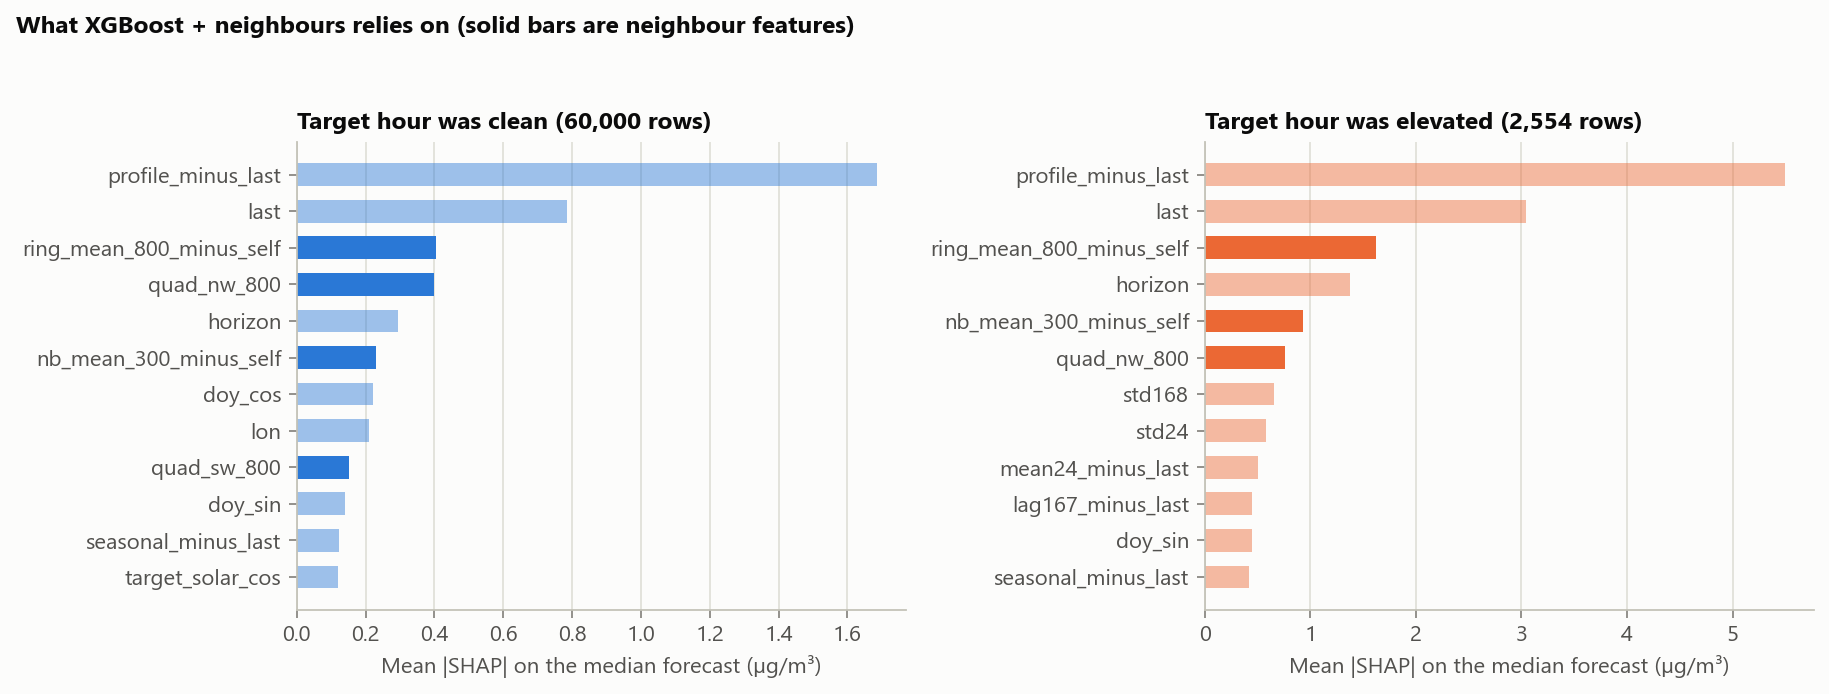 What XGBoost + neighbours relies on (solid bars are neighbour features)
Target hour was clean (60,000 rows)
profile_minus_last
last
ring_mean_800_minus_self
quad_nw_800
horizon
nb_mean_300_minus_self
doy_cos
lon
quad_sw_800
doy_sin
seasonal_minus_last
target_solar_cos
0.0 0.2 0.4 0.6 0.8 1.0 1.2 1.4 1.6
Mean |SHAP| on the median forecast (µg/m³)
Target hour was elevated (2,554 rows)
profile_minus_last
last
ring_mean_800_minus_self
horizon
nb_mean_300_minus_self
quad_nw_800
std168
std24
mean24_minus_last
lag167_minus_last
doy_sin
seasonal_minus_last
0 1 2 3 4 5
Mean |SHAP| on the median forecast (µg/m³)